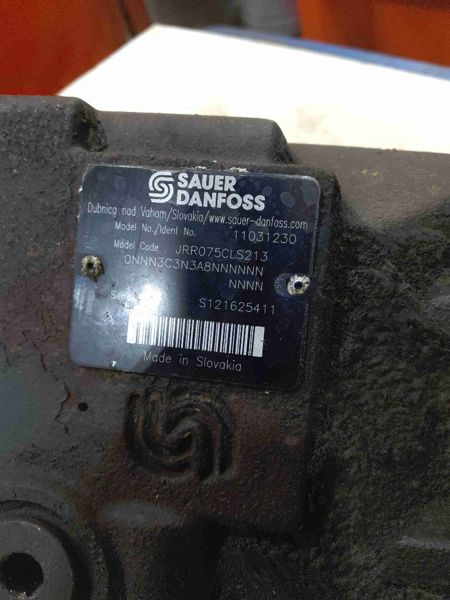 SAUER
DANFOSS
Dubnica nad Vahom/Slovakia/www.sauer-danfoss.com
Model No./Ident No. 11031230
Model Code JRR075CLS213
0NNN3C3N3A8NNNNNN
NNNN
Serial S121625411
Made in Slovakia